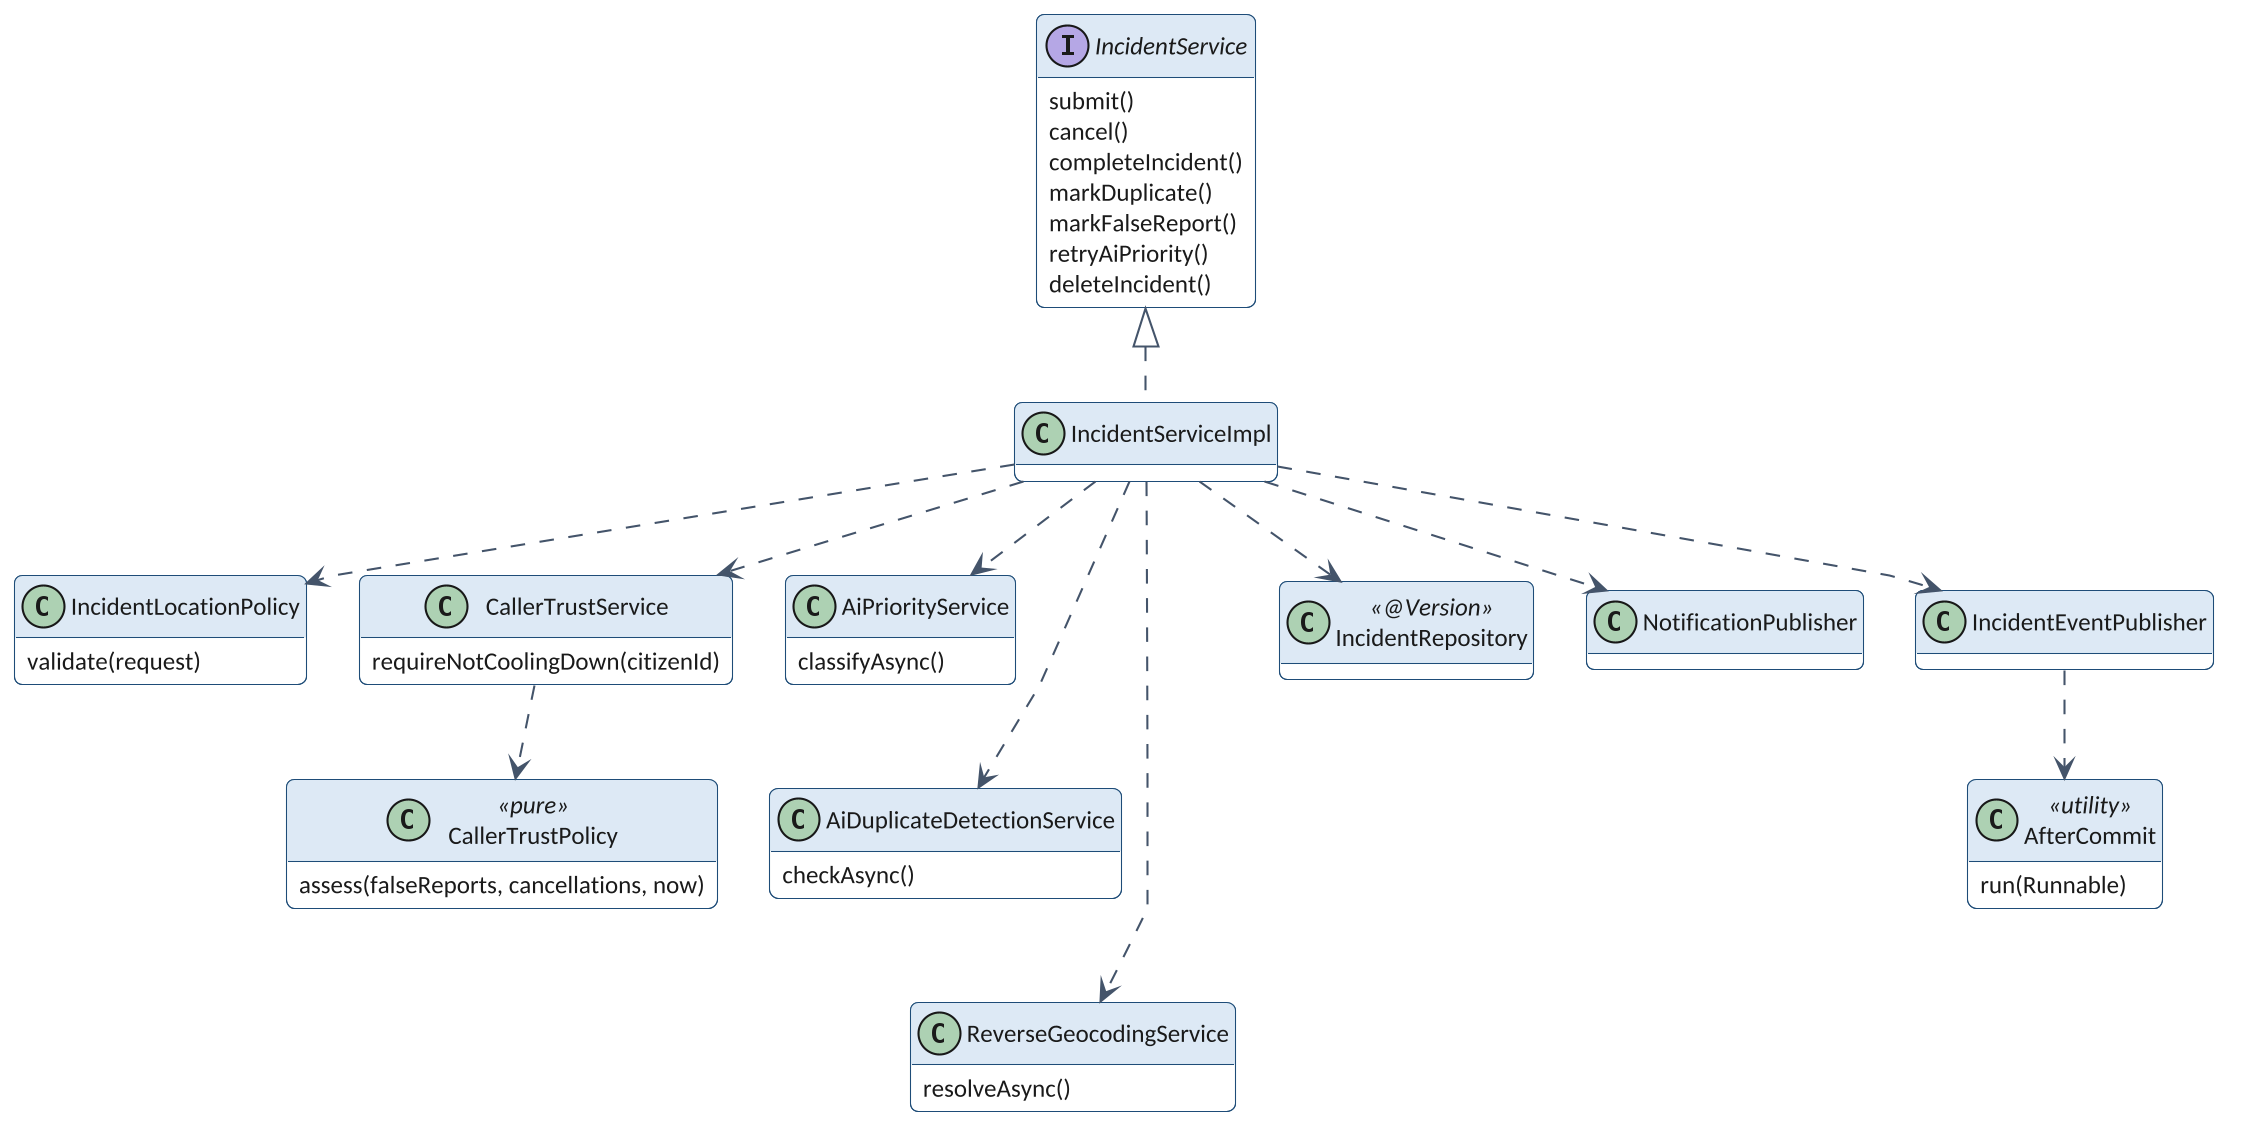 I IncidentService
submit()
cancel()
completeIncident()
markDuplicate()
markFalseReport()
retryAiPriority()
deleteIncident()
C IncidentServiceImpl
C IncidentLocationPolicy
validate(request)
C CallerTrustService
requireNotCoolingDown(citizenId)
C AiPriorityService
classifyAsync()
«@Version»
C IncidentRepository
C NotificationPublisher
C IncidentEventPublisher
«pure»
C CallerTrustPolicy
assess(falseReports, cancellations, now)
C AiDuplicateDetectionService
checkAsync()
«utility»
C AfterCommit
run(Runnable)
C ReverseGeocodingService
resolveAsync()